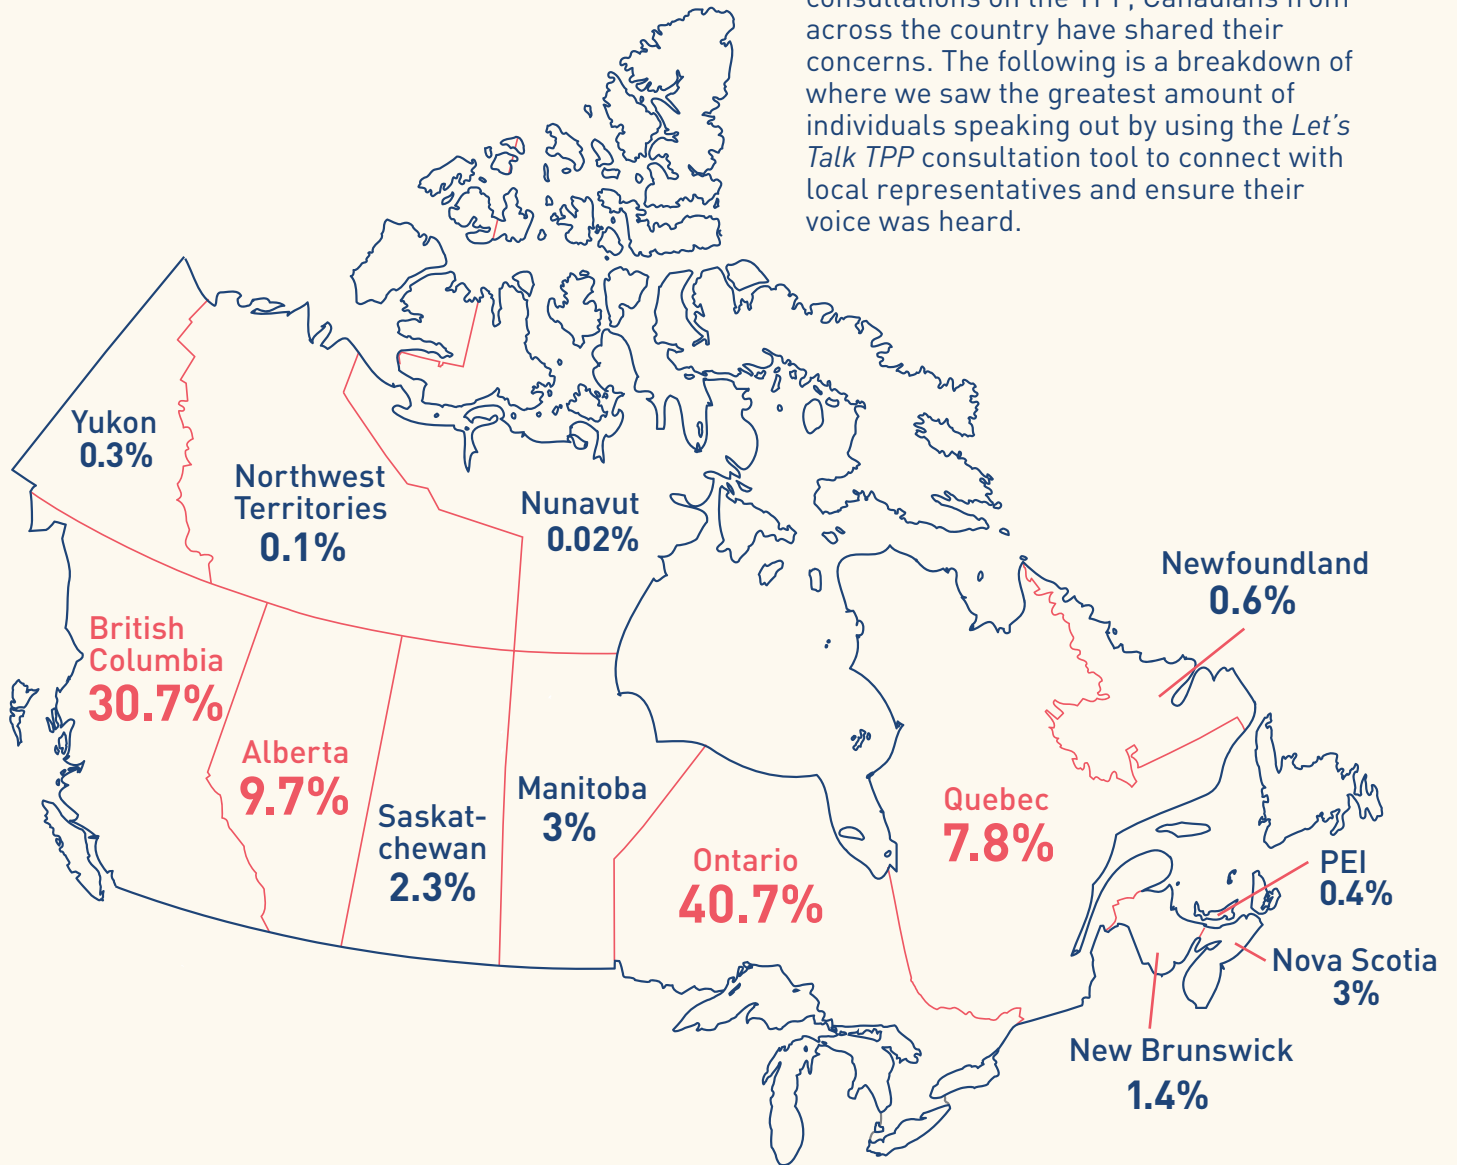 across the country have shared their
concerns. The following is a breakdown of
where we saw the greatest amount of
individuals speaking out by using the Let's
Talk TPP consultation tool to connect with
local representatives and ensure their
voice was heard.
Yukon
0.3%
Northwest
Territories
0.1%
Nunavut
0.02%
Newfoundland
0.6%
British
Columbia
30.7%
Alberta
9.7%
Saskat-
chewan
2.3%
Manitoba
3%
Ontario
40.7%
Quebec
7.8%
PEI
0.4%
Nova Scotia
3%
New Brunswick
1.4%